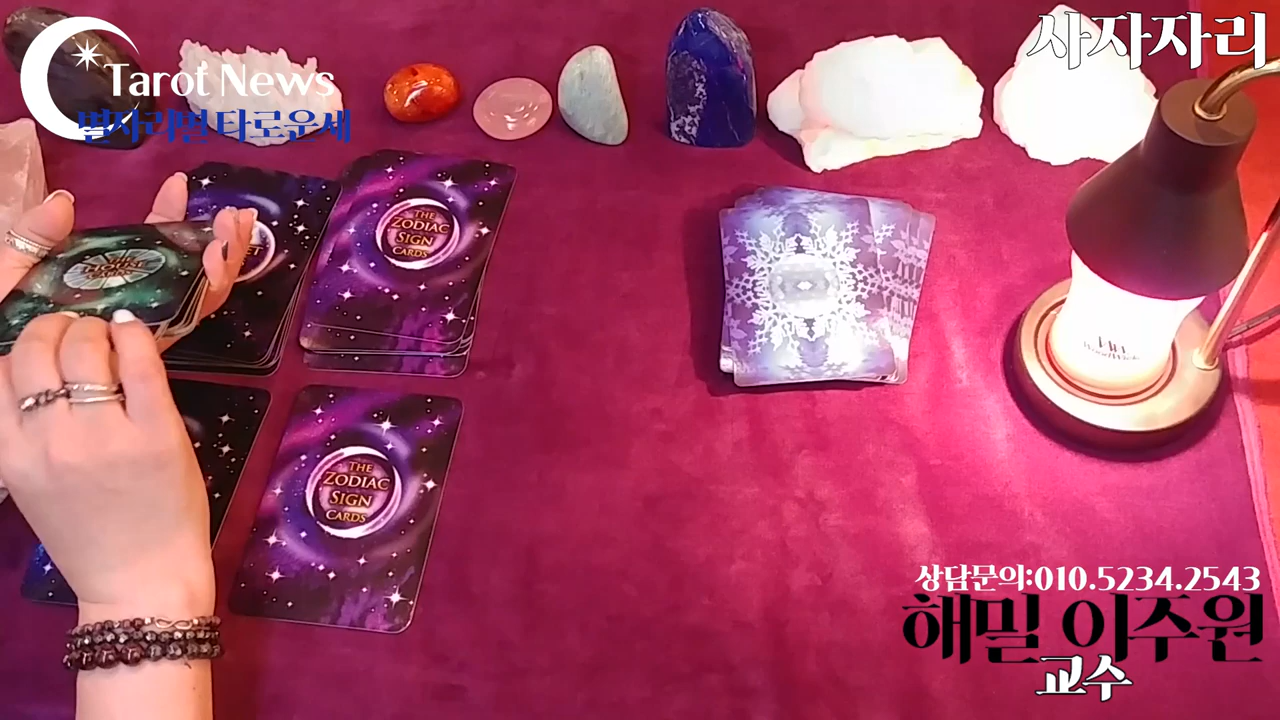 Tarot News
별자리별 타로운세
사자자리
THE
ZODIAC
SIGN
CARDS
THE
ZODIAC
SIGN
CARDS
상담문의:010.5234.2543
해밀 이주원
교수